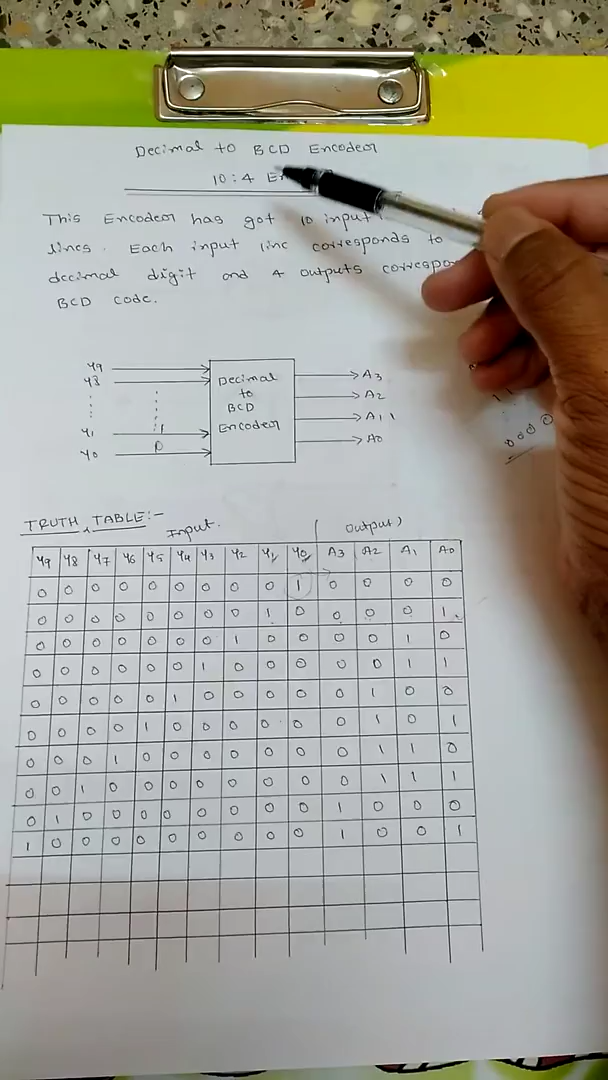 Decimal to BCD Encoder
10:4 En
This Encoder has got 10 input
lines. Each input line corresponds to
decimal digit and 4 outputs correspo
BCD code.
Y9
Y8
Y1 1
Y0 0
Decimal
to
BCD
Encoder
A3
A2
A1
A0
TRUTH TABLE:-
Input. (Output)
Y9 Y8 Y7 Y6 Y5 Y4 Y3 Y2 Y1 Y0 A3 A2 A1 A0
0 0 0 0 0 0 0 0 0 1 0 0 0 0
0 0 0 0 0 0 0 0 1 0 0 0 0 1
0 0 0 0 0 0 0 1 0 0 0 0 1 0
0 0 0 0 0 0 1 0 0 0 0 0 1 1
0 0 0 0 0 1 0 0 0 0 0 1 0 0
0 0 0 0 1 0 0 0 0 0 0 1 0 1
0 0 0 1 0 0 0 0 0 0 0 1 1 0
0 0 1 0 0 0 0 0 0 0 0 1 1 1
0 1 0 0 0 0 0 0 0 0 1 0 0 0
1 0 0 0 0 0 0 0 0 0 1 0 0 1